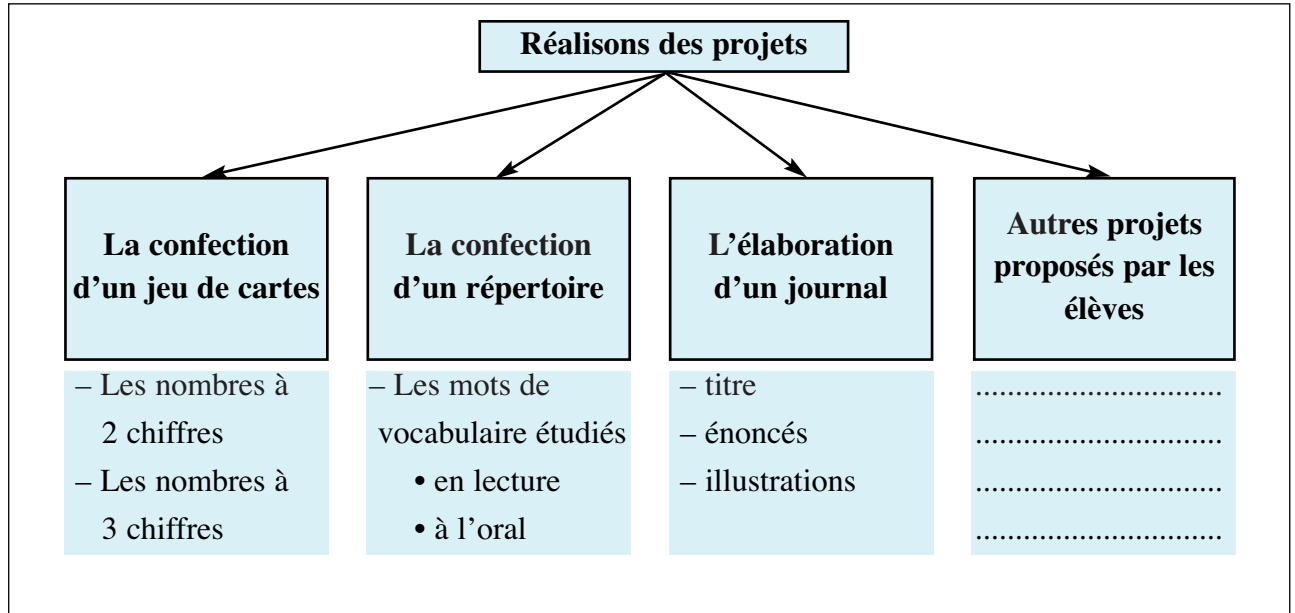 Réalisons des projets
La confection
d'un jeu de cartes
– Les nombres à
2 chiffres
– Les nombres à
3 chiffres
La confection
d'un répertoire
– Les mots de
vocabulaire étudiés
• en lecture
• à l'oral
L'élaboration
d'un journal
– titre
– énoncés
– illustrations
Autres projets
proposés par les
élèves
...............................
...............................
...............................
...............................